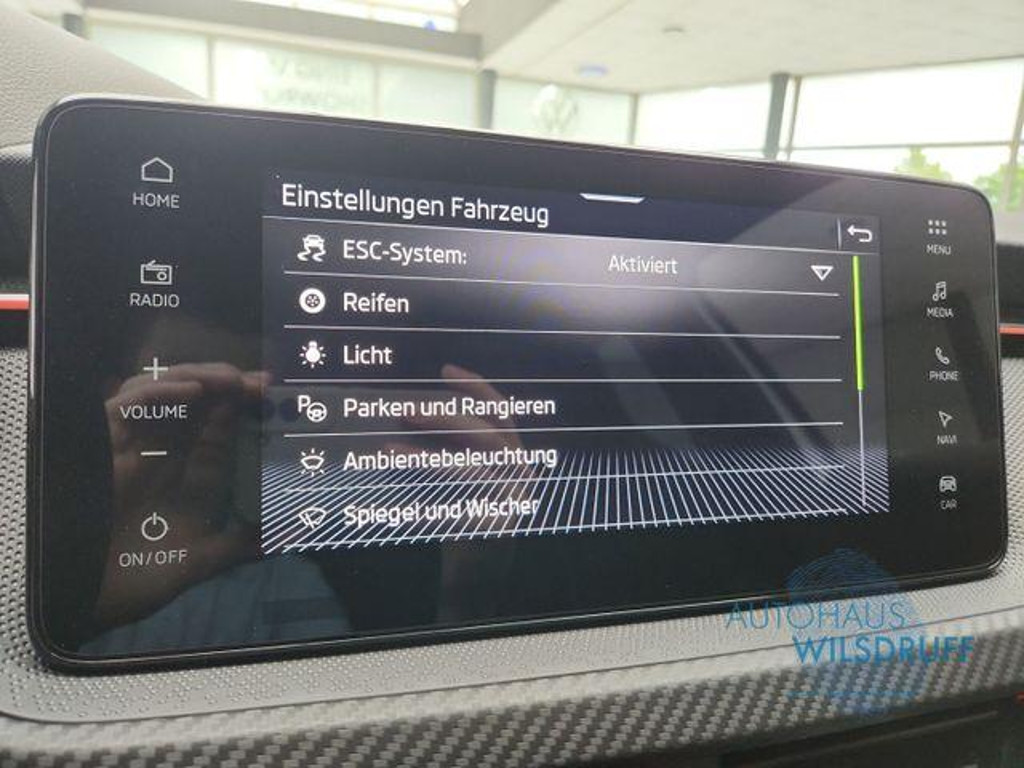 HOME
RADIO
VOLUME
ON/OFF
Einstellungen Fahrzeug
ESC-System: Aktiviert
Reifen
Licht
Parken und Rangieren
Ambientebeleuchtung
Spiegel und Wischer
MENU
MEDIA
PHONE
NAVI
CAR
AUTOHAUS
WILSDRUFF